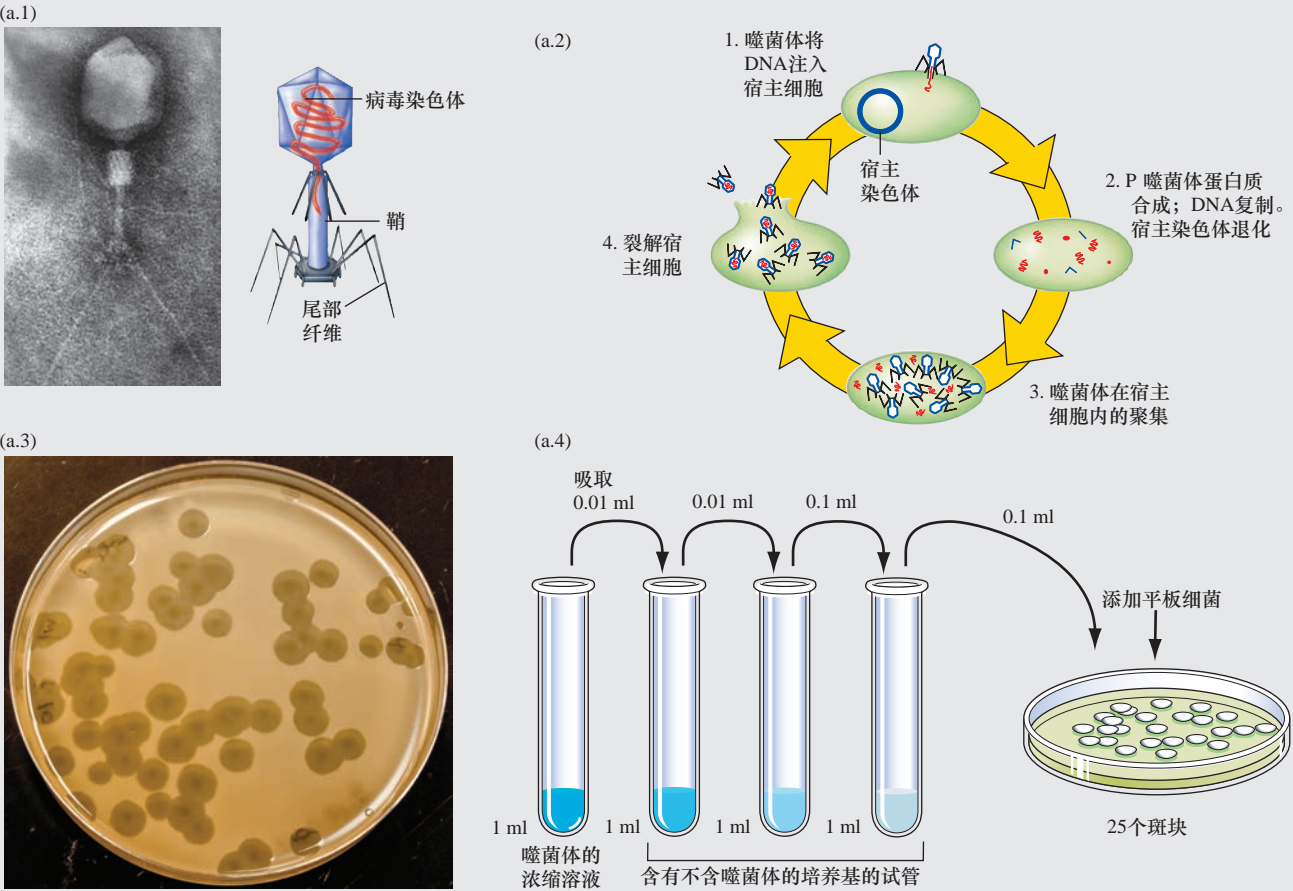 (a.1)
病毒染色体
鞘
尾部
纤维
(a.2)
1. 噬菌体将
DNA注入
宿主细胞
宿主
染色体
2. P 噬菌体蛋白质
合成；DNA复制。
宿主染色体退化
3. 噬菌体在宿主
细胞内的聚集
4. 裂解宿
主细胞
(a.3)
(a.4)
吸取
0.01 ml
0.01 ml
0.1 ml
0.1 ml
添加平板细菌
1 ml
1 ml
1 ml
1 ml
25个斑块
噬菌体的
浓缩溶液
含有不含噬菌体的培养基的试管